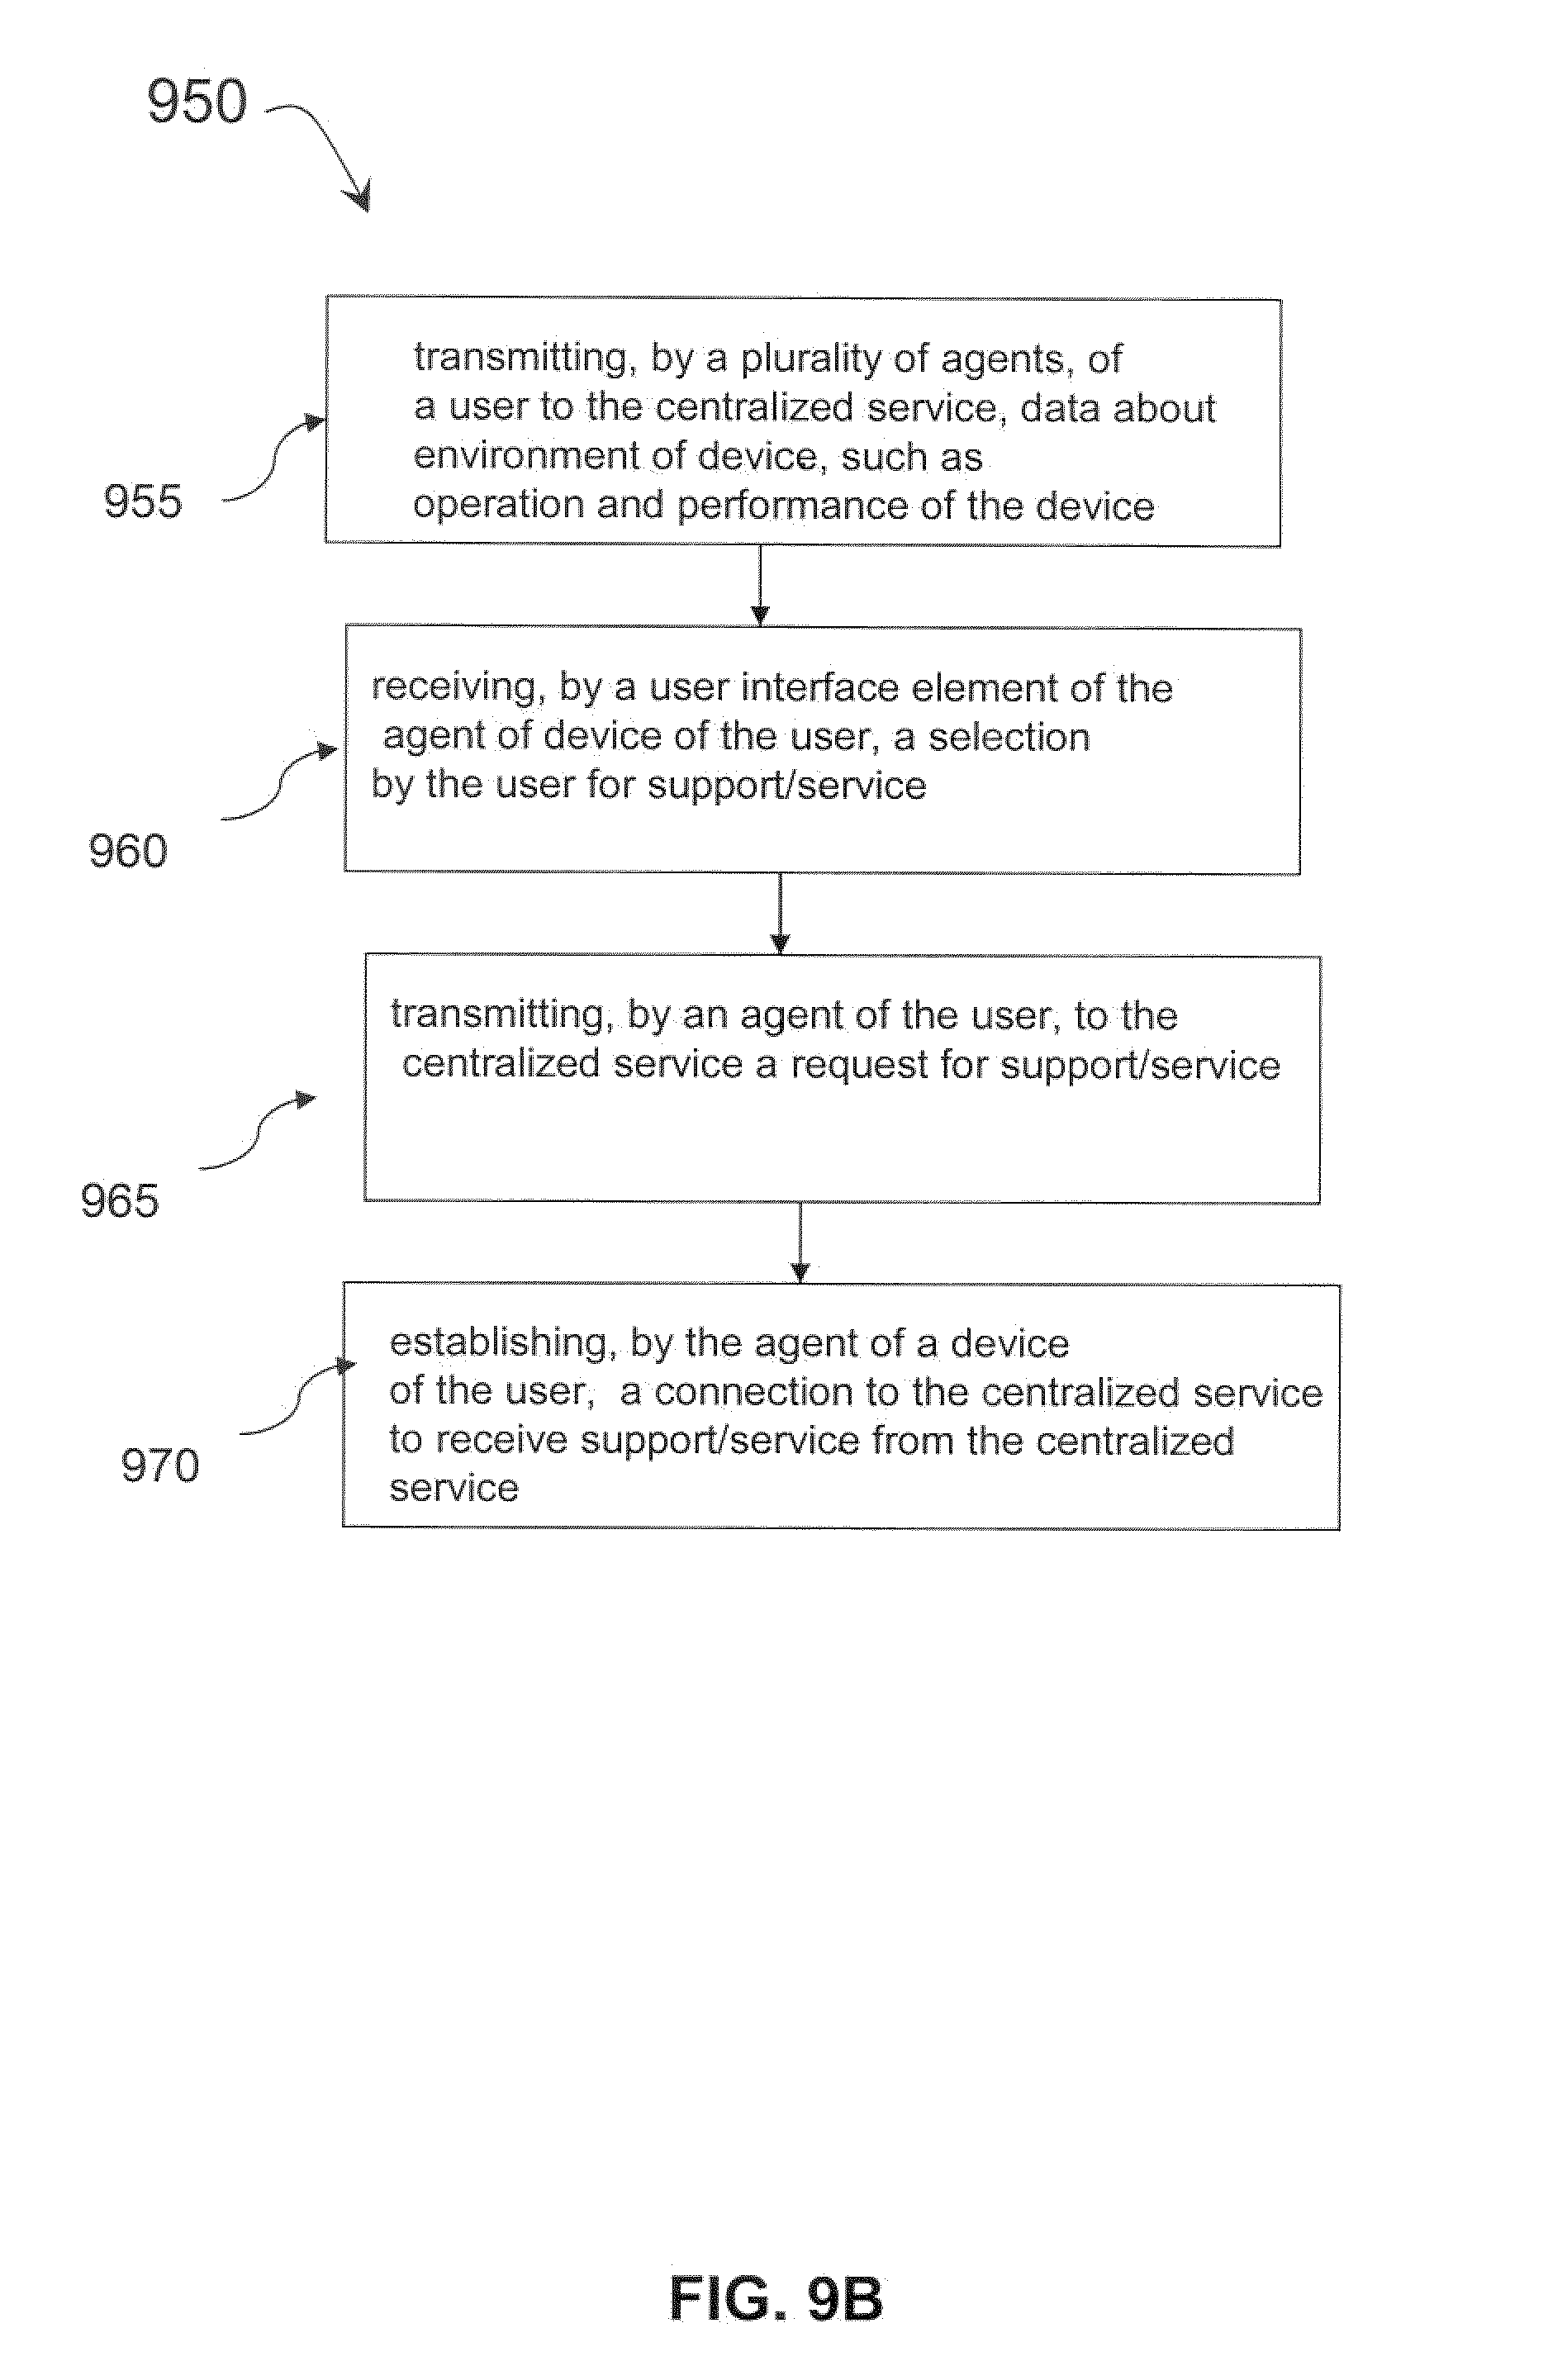 950
transmitting, by a plurality of agents, of
a user to the centralized service, data about
environment of device, such as
operation and performance of the device
955
receiving, by a user interface element of the
agent of device of the user, a selection
by the user for support/service
960
transmitting, by an agent of the user, to the
centralized service a request for support/service
965
establishing, by the agent of a device
of the user, a connection to the centralized service
to receive support/service from the centralized
service
970
FIG. 9B